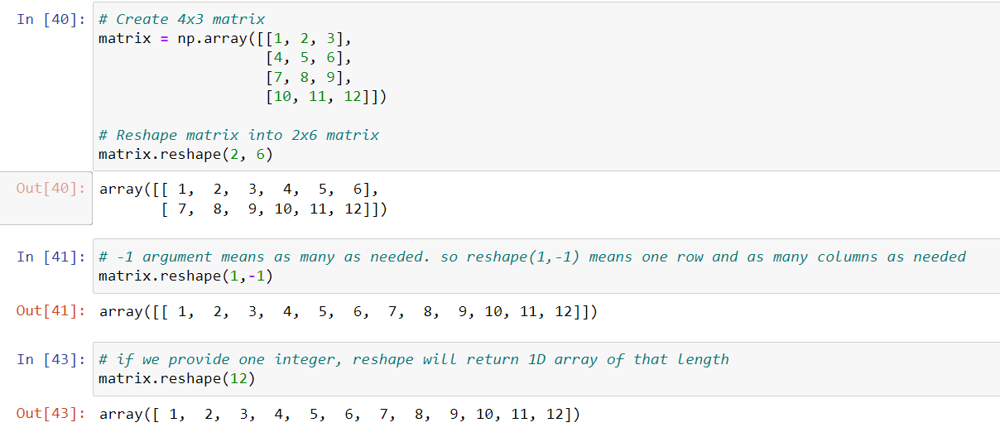 In [40]: # Create 4x3 matrix
matrix = np.array([[1, 2, 3],
                   [4, 5, 6],
                   [7, 8, 9],
                   [10, 11, 12]])
# Reshape matrix into 2x6 matrix
matrix.reshape(2, 6)
Out[40]: array([[ 1,  2,  3,  4,  5,  6],
       [ 7,  8,  9, 10, 11, 12]])
In [41]: # -1 argument means as many as needed. so reshape(1,-1) means one row and as many columns as needed
matrix.reshape(1,-1)
Out[41]: array([[ 1,  2,  3,  4,  5,  6,  7,  8,  9, 10, 11, 12]])
In [43]: # if we provide one integer, reshape will return 1D array of that length
matrix.reshape(12)
Out[43]: array([ 1,  2,  3,  4,  5,  6,  7,  8,  9, 10, 11, 12])